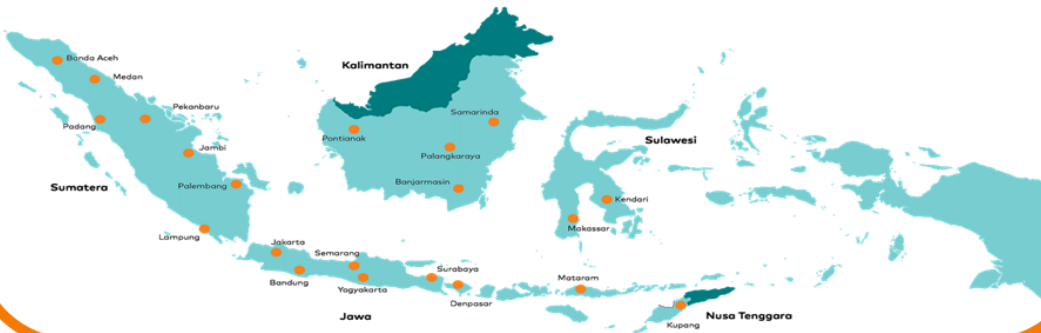 Banda Aceh
Medan
Pekanbaru
Padang
Jambi
Palembang
Sumatera
Lampung
Kalimantan
Samarinda
Pontianak
Palangkaraya
Banjarmasin
Sulawesi
Kendari
Makassar
Jakarta
Semarang
Bandung
Yogyakarta
Surabaya
Denpasar
Jawa
Mataram
Kupang
Nusa Tenggara